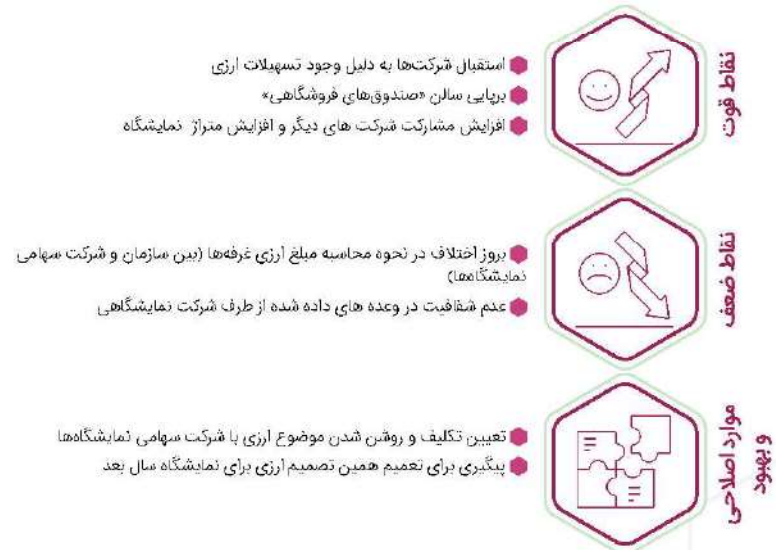 نقاط قوت
استقبال شرکت‌ها به دلیل وجود تسهیلات ارزی
برپایی سالن «صندوق‌های فروشگاهی»
افزایش مشارکت شرکت های دیگر و افزایش متراژ نمایشگاه
نقاط ضعف
بروز اختلاف در نحوه محاسبه مبلغ ارزی غرفه‌ها (بین سازمان و شرکت سهامی
نمایشگاه‌ها)
عدم شفافیت در وعده های داده شده از طرف شرکت نمایشگاهی
موارد اصلاحی
و بهبود
تعیین تکلیف و روشن شدن موضوع ارزی با شرکت سهامی نمایشگاه‌ها
پیگیری برای تعمیم همین تصمیم ارزی برای نمایشگاه سال بعد